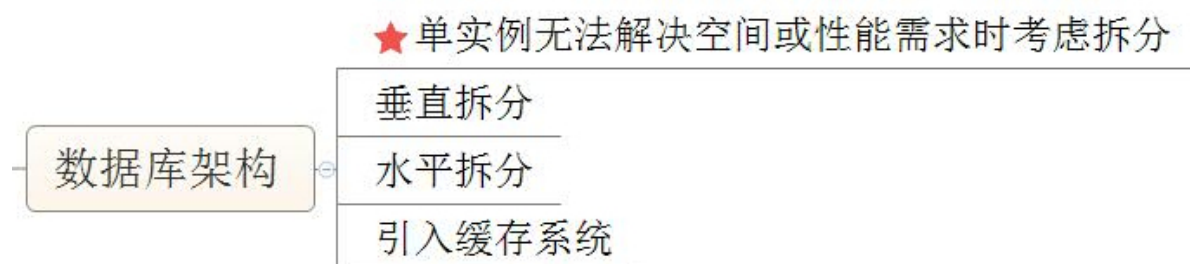 单实例无法解决空间或性能需求时考虑拆分
垂直拆分
数据库架构
水平拆分
引入缓存系统